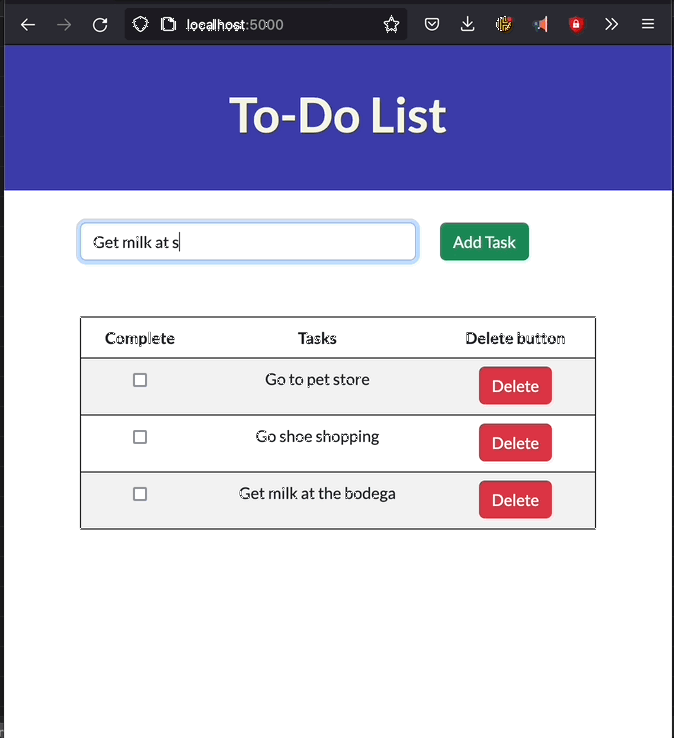 localhost:5000
To-Do List
Get milk at s
Add Task
Complete Tasks Delete button
Go to pet store Delete
Go shoe shopping Delete
Get milk at the bodega Delete